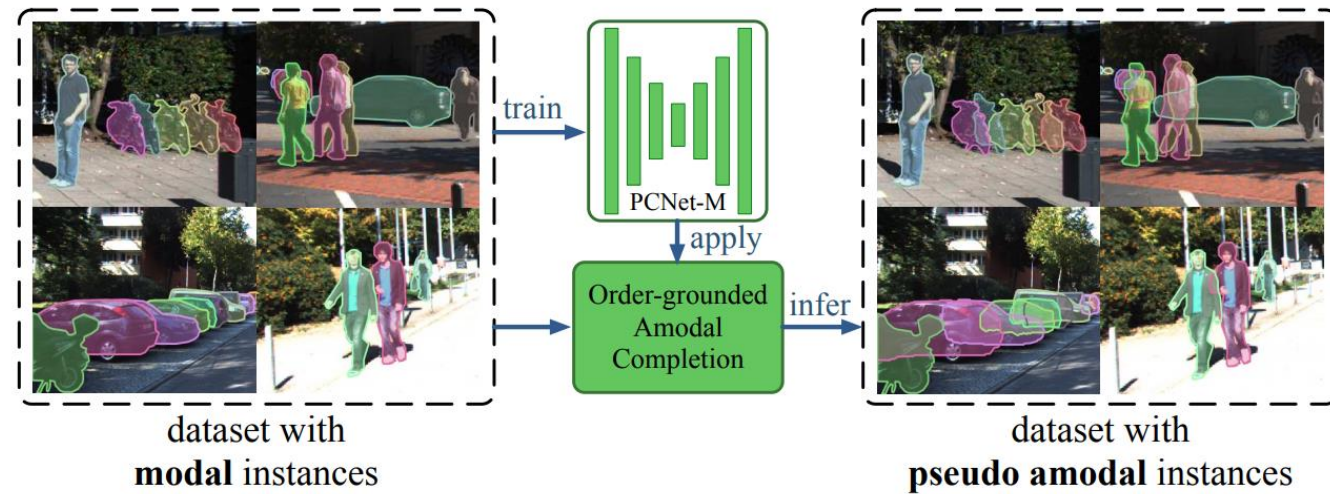 train
PCNet-M
apply
Order-grounded
Amodal
Completion
infer
dataset with
modal instances
dataset with
pseudo amodal instances